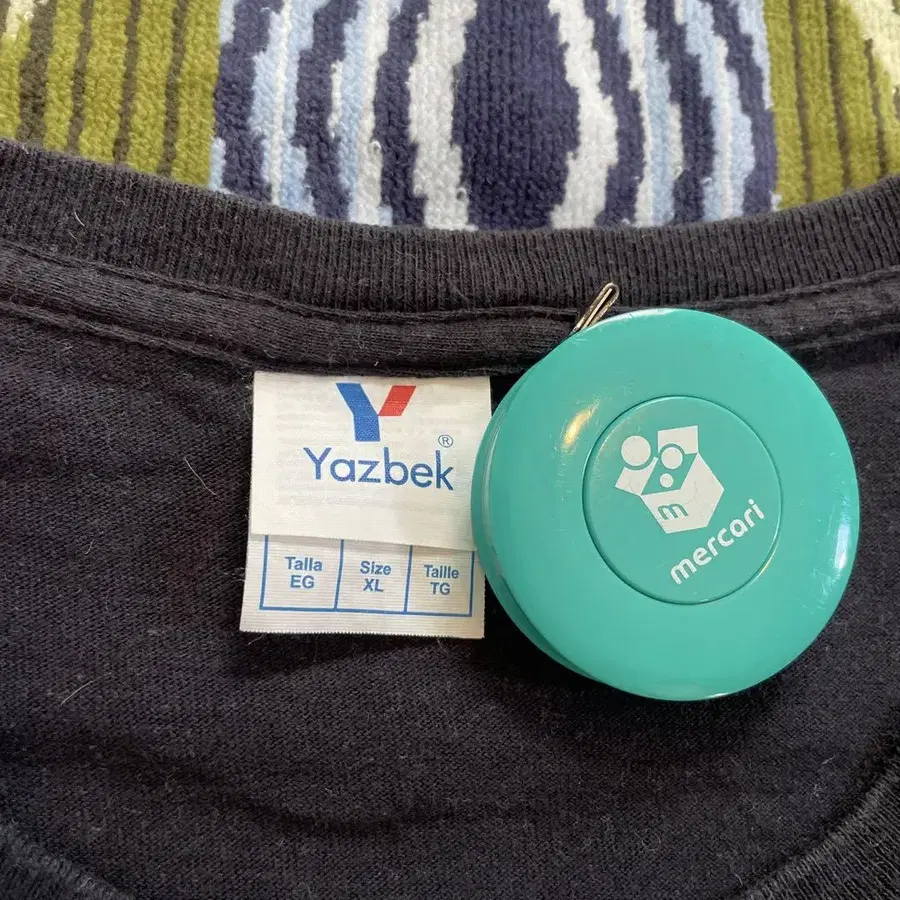 Yazbek ®
Talla
EG
Size
XL
Taille
TG
m
mercari